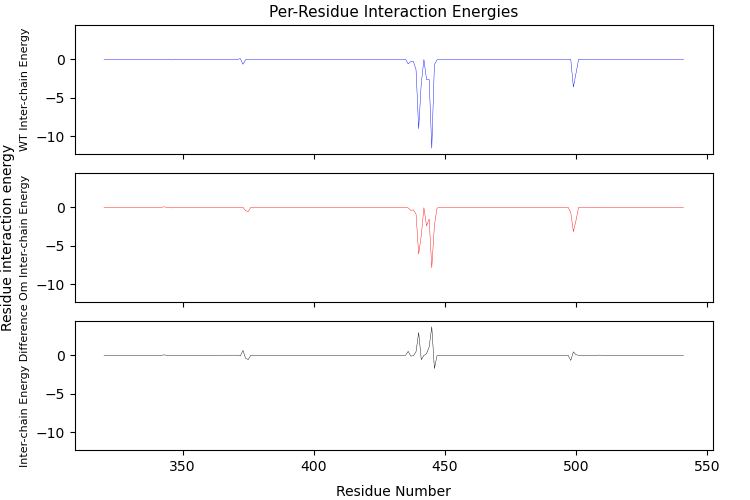 Per-Residue Interaction Energies
Residue interaction energy
WT Inter-chain Energy
0
−5
−10
Om Inter-chain Energy
0
−5
−10
Inter-chain Energy Difference
0
−5
−10
350
400
450
500
550
Residue Number